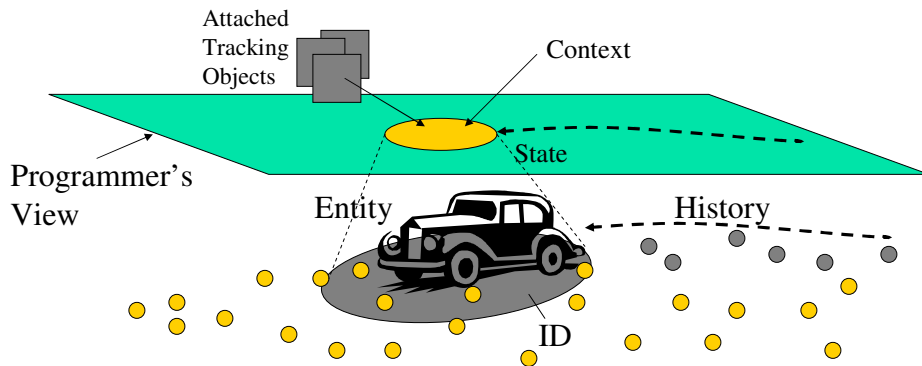 Attached
Tracking
Objects
Context
State
Programmer's
View
Entity
History
ID